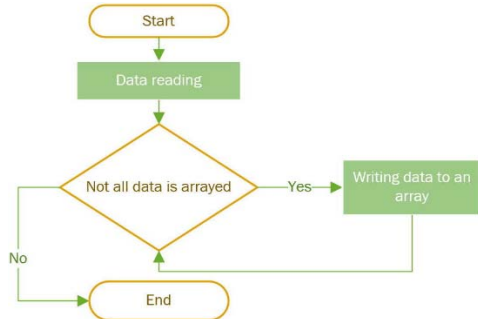 Start
Data reading
Not all data is arrayed
Yes
Writing data to an
array
No
End